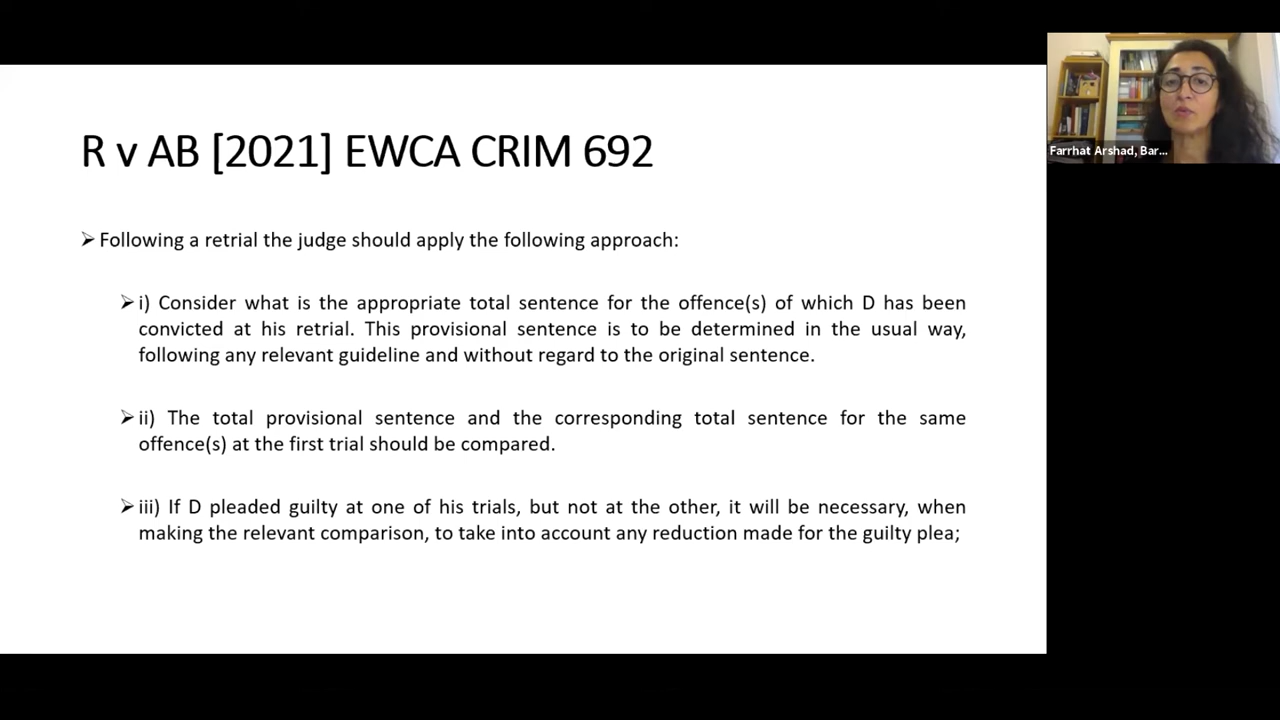 R v AB [2021] EWCA CRIM 692
Farrhat Arshad, Bar...
➢ Following a retrial the judge should apply the following approach:
➢ i) Consider what is the appropriate total sentence for the offence(s) of which D has been
convicted at his retrial. This provisional sentence is to be determined in the usual way,
following any relevant guideline and without regard to the original sentence.
➢ ii) The total provisional sentence and the corresponding total sentence for the same
offence(s) at the first trial should be compared.
➢ iii) If D pleaded guilty at one of his trials, but not at the other, it will be necessary, when
making the relevant comparison, to take into account any reduction made for the guilty plea;